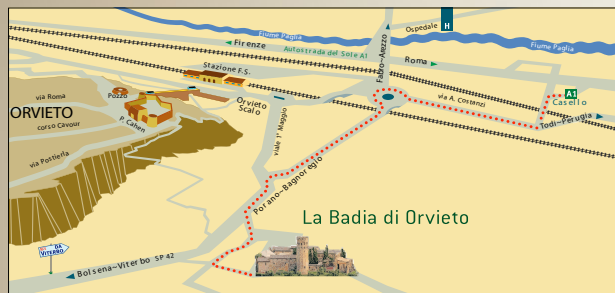 Ospedale
H
Fiume Paglia
Fiume Paglia
Firenze
Autostrada del Sole A1
Roma
Fabro-Arezzo
Stazione F.S.
via Roma
Pozzo
ORVIETO
corso Cavour
P. Cahen
Orvieto
Scalo
viale 1° Maggio
via A. Costanzi
A1
Casello
Todi-Perugia
via Postierla
Porano-Bagnoregio
La Badia di Orvieto
DA
VITERBO
Bolsena-Viterbo SP 42